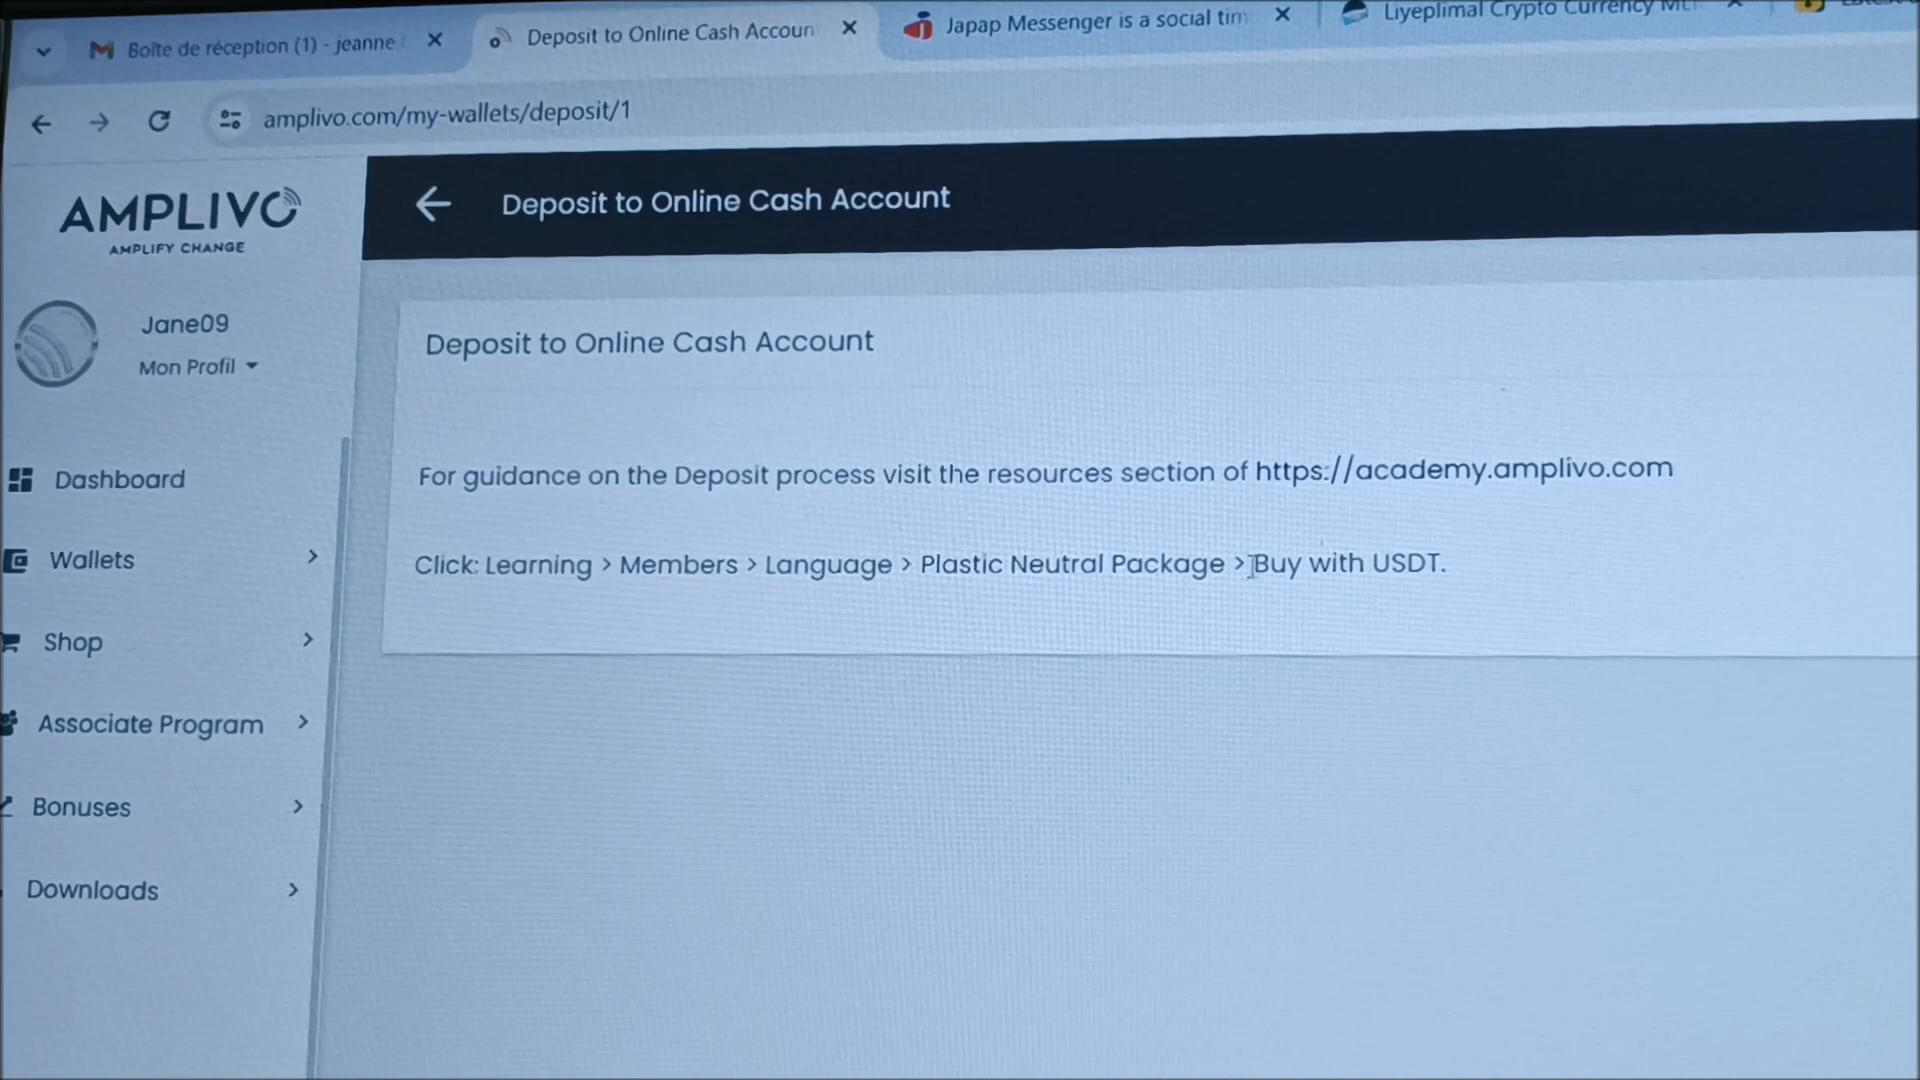 Boîte de réception (1) - jeanne
Deposit to Online Cash Accoun
Japap Messenger is a social tim
Liyeplimal Crypto Currency
amplivo.com/my-wallets/deposit/1
AMPLIVO
AMPLIFY CHANGE
Deposit to Online Cash Account
Jane09
Mon Profil
Deposit to Online Cash Account
For guidance on the Deposit process visit the resources section of https://academy.amplivo.com
Click: Learning > Members > Language > Plastic Neutral Package > Buy with USDT.
Dashboard
Wallets
Shop
Associate Program
Bonuses
Downloads